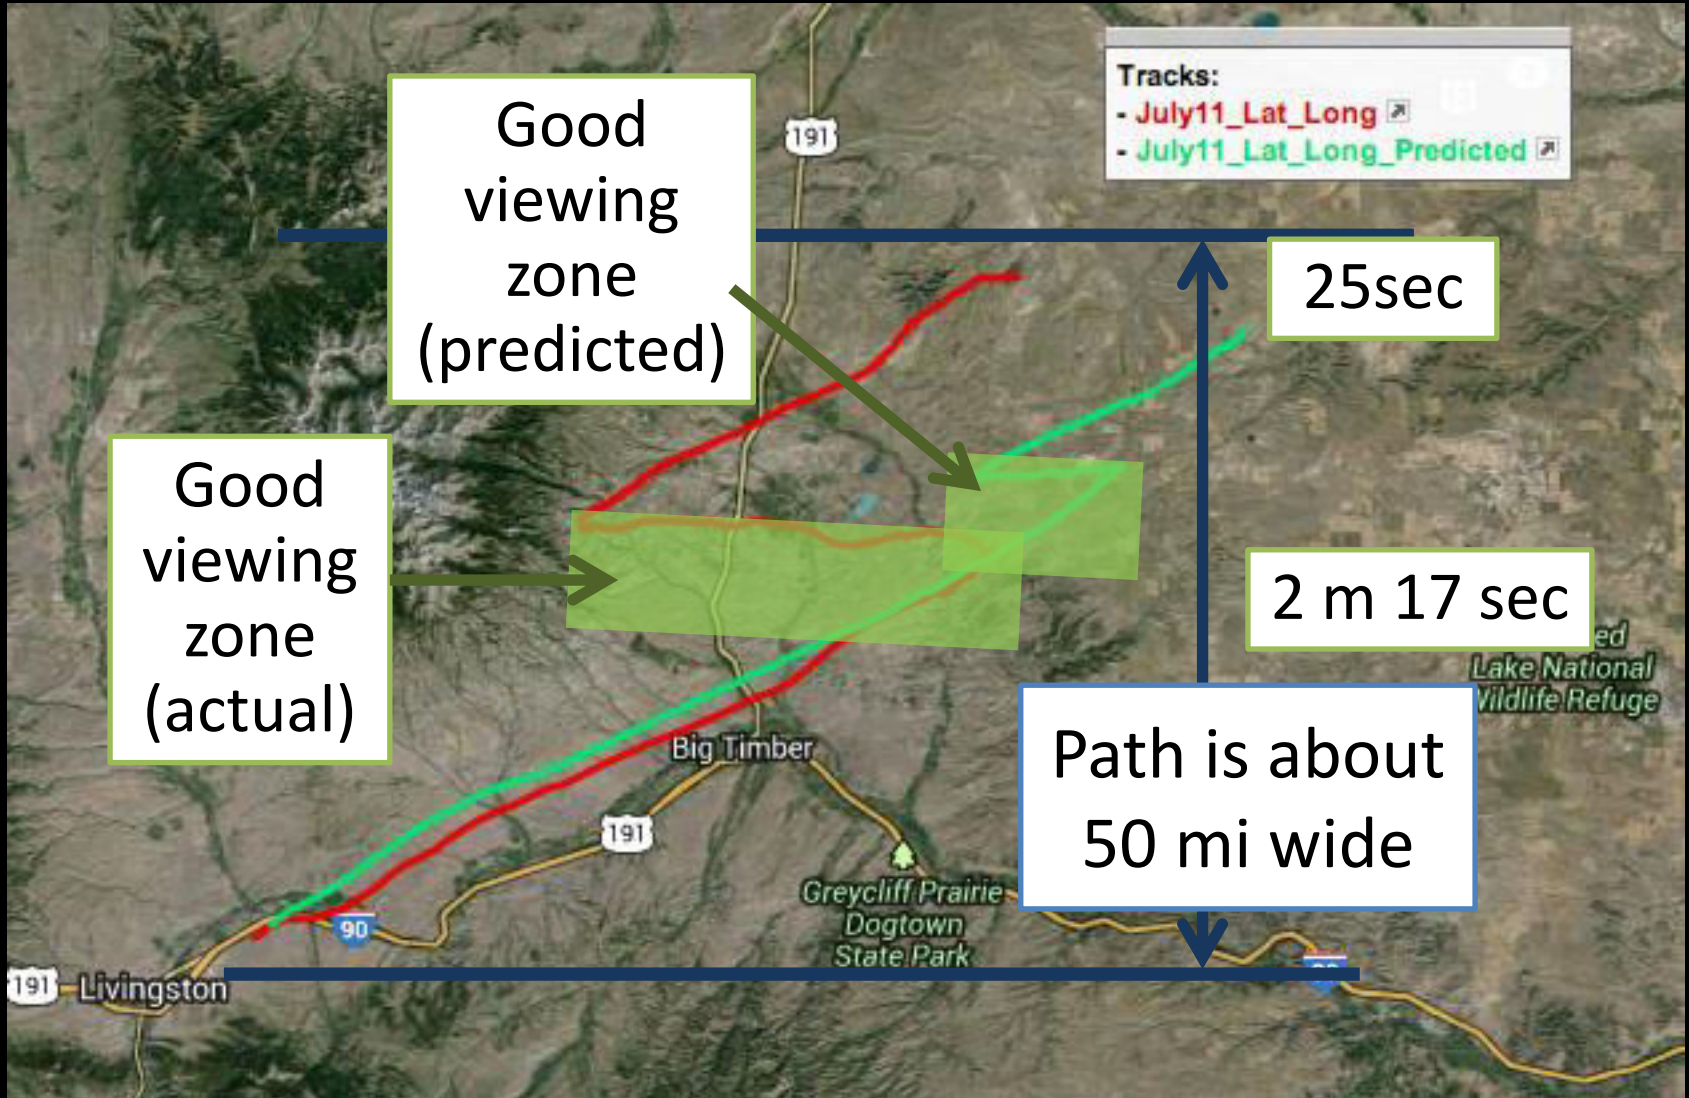 Good
viewing
zone
(predicted)
191
Tracks:
- July11_Lat_Long
- July11_Lat_Long_Predicted
25sec
Good
viewing
zone
(actual)
2 m 17 sec
Lake National
Wildlife Refuge
Big Timber
Path is about
50 mi wide
191
Greycliff Prairie
Dogtown
State Park
90
191
Livingston